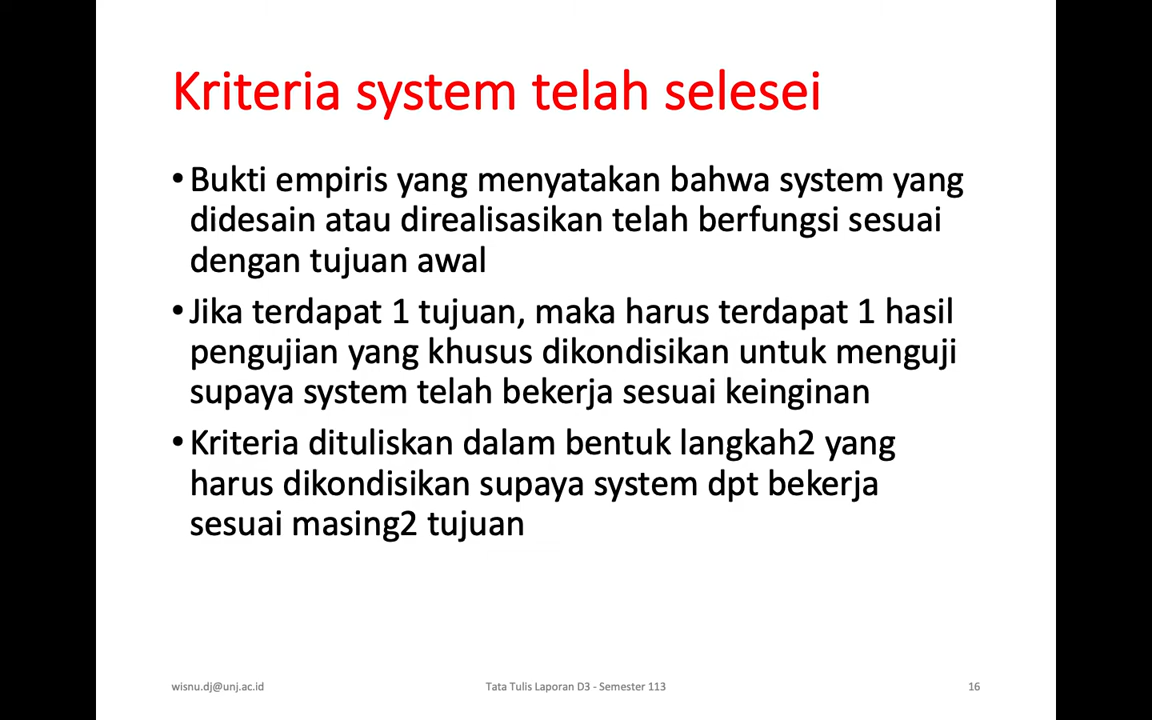 Kriteria system telah selesei
• Bukti empiris yang menyatakan bahwa system yang
didesain atau direalisasikan telah berfungsi sesuai
dengan tujuan awal
• Jika terdapat 1 tujuan, maka harus terdapat 1 hasil
pengujian yang khusus dikondisikan untuk menguji
supaya system telah bekerja sesuai keinginan
• Kriteria dituliskan dalam bentuk langkah2 yang
harus dikondisikan supaya system dpt bekerja
sesuai masing2 tujuan
wisnu.dj@unj.ac.id
Tata Tulis Laporan D3 - Semester 113
16